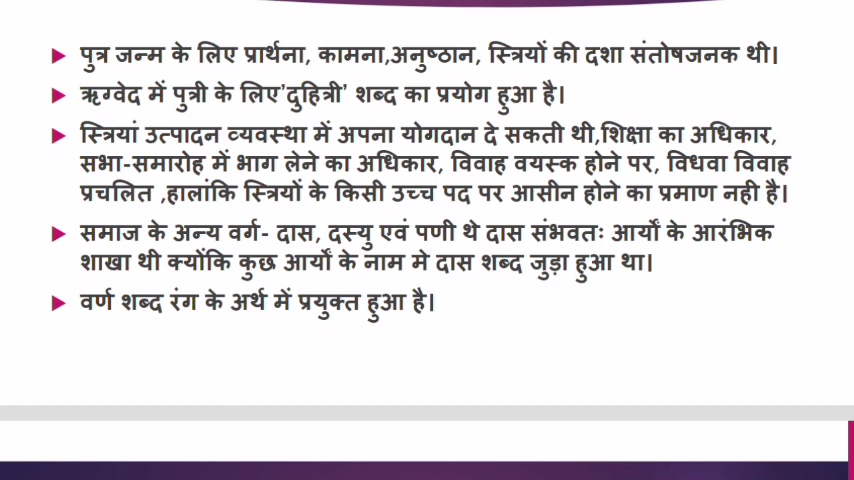 पुत्र जन्म के लिए प्रार्थना, कामना,अनुष्ठान, स्त्रियों की दशा संतोषजनक थी।
ऋग्वेद में पुत्री के लिए'दुहित्री' शब्द का प्रयोग हुआ है।
स्त्रियां उत्पादन व्यवस्था में अपना योगदान दे सकती थी,शिक्षा का अधिकार,
सभा-समारोह में भाग लेने का अधिकार, विवाह वयस्क होने पर, विधवा विवाह
प्रचलित ,हालांकि स्त्रियों के किसी उच्च पद पर आसीन होने का प्रमाण नही है।
समाज के अन्य वर्ग- दास, दस्यु एवं पणी थे दास संभवतः आर्यों के आरंभिक
शाखा थी क्योंकि कुछ आर्यों के नाम मे दास शब्द जुड़ा हुआ था।
वर्ण शब्द रंग के अर्थ में प्रयुक्त हुआ है।